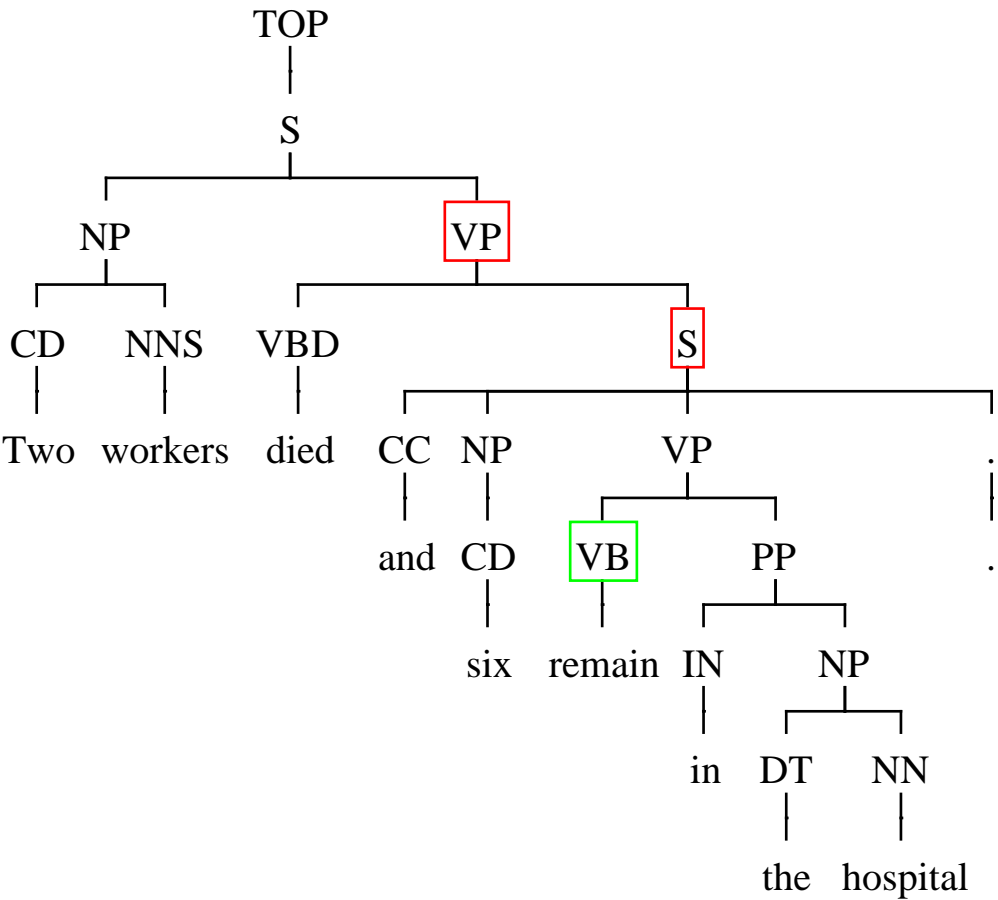 TOP
S
NP VP
CD NNS VBD S
Two workers died CC NP VP .
and CD VB PP .
six remain IN NP
in DT NN
the hospital